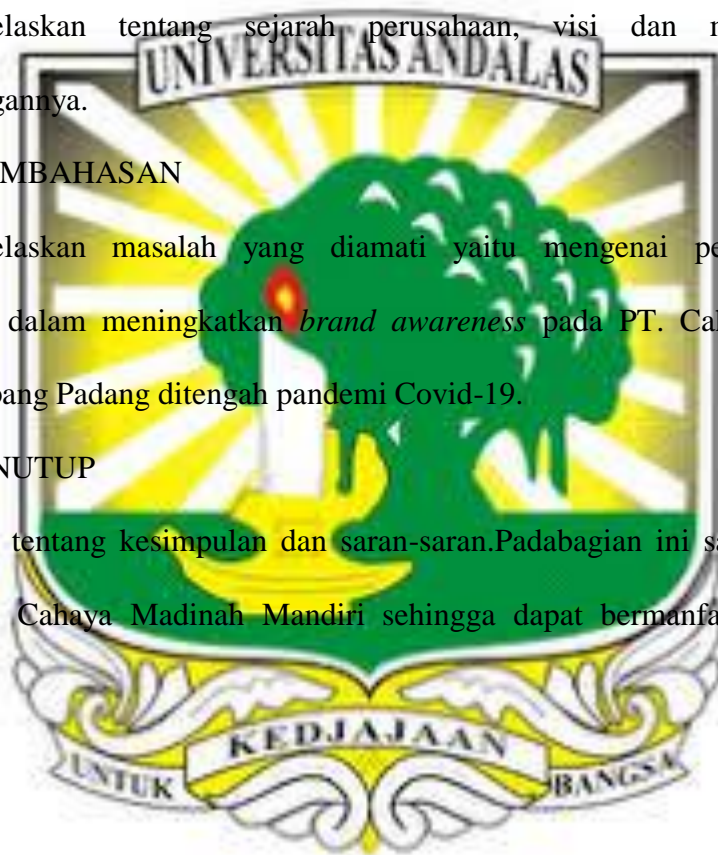 elaskan tentang sejarah perusahaan, visi dan m
UNIVERSITAS ANDALAS
gannya.
MBAHASAN
elaskan masalah yang diamati yaitu mengenai pe
dalam meningkatkan brand awareness pada PT. Cah
bang Padang ditengah pandemi Covid-19.
NUTUP
tentang kesimpulan dan saran-saran.Padabagian ini sa
Cahaya Madinah Mandiri sehingga dapat bermanfa
KEDJAJAAN
UNTUK BANGSA